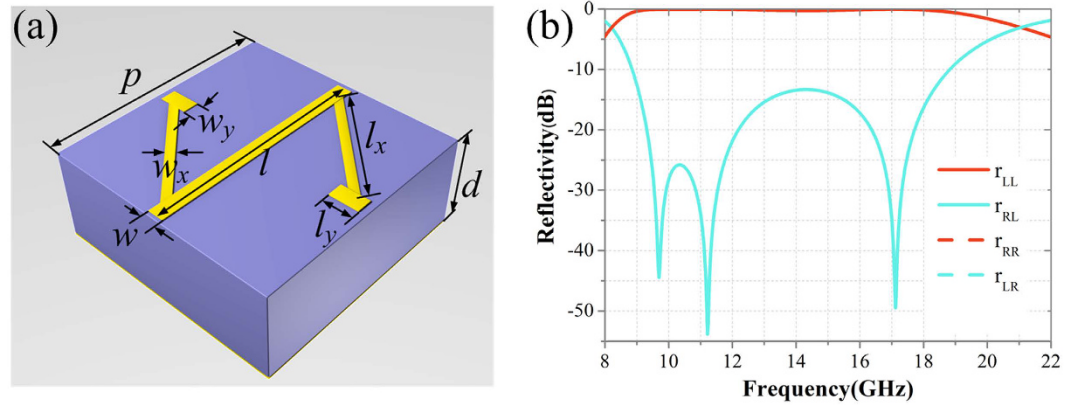 (a)
p
w_y
l_x
w_x
l
d
w
l_y
(b)
0
-10
-20
-30
-40
-50
Reflectivity(dB)
r_LL
r_RL
r_RR
r_LR
8 10 12 14 16 18 20 22
Frequency(GHz)